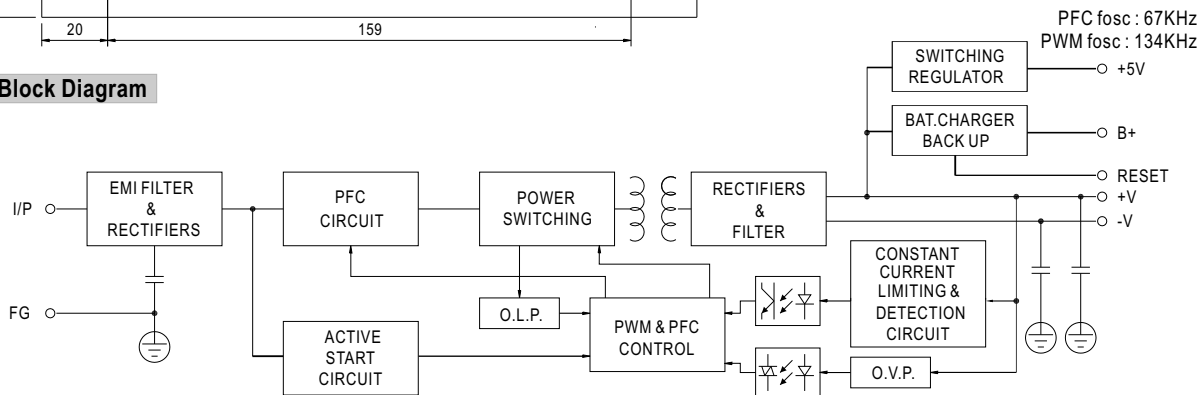 20
159
PFC fosc : 67KHz
PWM fosc : 134KHz
Block Diagram
SWITCHING
REGULATOR
+5V
BAT.CHARGER
BACK UP
B+
RESET
+V
-V
I/P
EMI FILTER
&
RECTIFIERS
PFC
CIRCUIT
POWER
SWITCHING
RECTIFIERS
&
FILTER
FG
O.L.P.
PWM & PFC
CONTROL
CONSTANT
CURRENT
LIMITING &
DETECTION
CIRCUIT
ACTIVE
START
CIRCUIT
O.V.P.